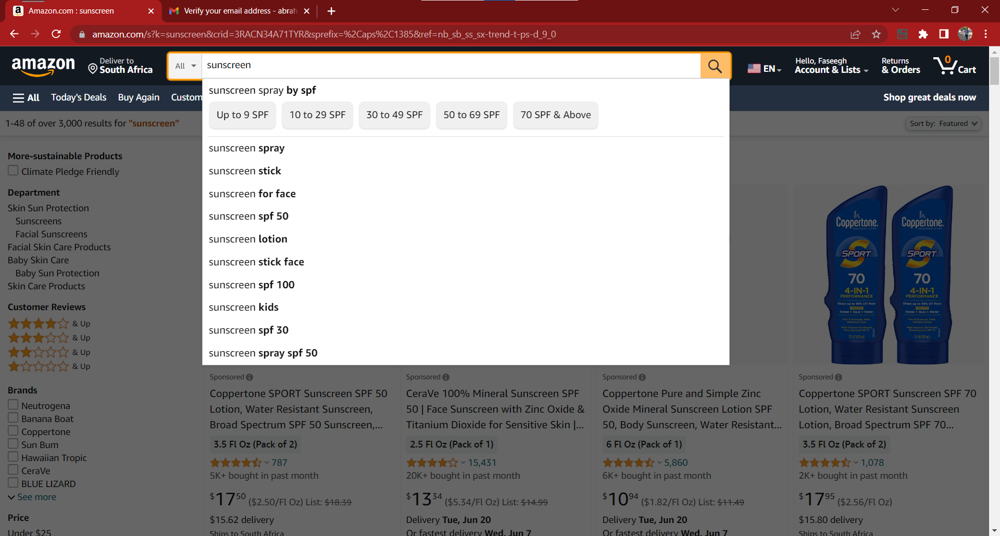 Amazon.com : sunscreen
Verify your email address - abrah
amazon.com/s?k=sunscreen&crid=3RACN34A71TYR&sprefix=%2Caps%2C1385&ref=nb_sb_ss_sx-trend-t-ps-d_9_0
amazon
Deliver to
South Africa
All
sunscreen
EN
Hello, Faseegh
Account & Lists
Returns
& Orders
0
Cart
All
Today's Deals
Buy Again
Custom
Shop great deals now
1-48 of over 3,000 results for "sunscreen"
Sort by: Featured
sunscreen spray by spf
Up to 9 SPF
10 to 29 SPF
30 to 49 SPF
50 to 69 SPF
70 SPF & Above
sunscreen spray
sunscreen stick
sunscreen for face
sunscreen spf 50
sunscreen lotion
sunscreen stick face
sunscreen spf 100
sunscreen kids
sunscreen spf 30
sunscreen spray spf 50
More-sustainable Products
Climate Pledge Friendly
Department
Skin Sun Protection
Sunscreens
Facial Sunscreens
Facial Skin Care Products
Baby Skin Care
Baby Sun Protection
Skin Care Products
Customer Reviews
& Up
& Up
& Up
& Up
Brands
Neutrogena
Banana Boat
Coppertone
Sun Bum
Hawaiian Tropic
CeraVe
BLUE LIZARD
See more
Price
Under $25
Coppertone
SPORT
70
4-IN-1
PERFORMANCE
Stops up to 99% UV Rays
Sweat + Heat + Water
Coppertone
SPORT
70
4-IN-1
PERFORMANCE
Stops up to 99% UV Rays
Sweat + Heat + Water
Sponsored
Coppertone SPORT Sunscreen SPF 50
Lotion, Water Resistant Sunscreen,
Broad Spectrum SPF 50 Sunscreen,...
3.5 Fl Oz (Pack of 2)
787
5K+ bought in past month
$17.50 ($2.50/Fl Oz) List: $18.39
$15.62 delivery
Ships to South Africa
Sponsored
CeraVe 100% Mineral Sunscreen SPF
50 | Face Sunscreen with Zinc Oxide &
Titanium Dioxide for Sensitive Skin |...
2.5 Fl Oz (Pack of 1)
15,431
20K+ bought in past month
$13.34 ($5.34/Fl Oz) List: $14.99
Delivery Tue, Jun 20
Or fastest delivery Wed, Jun 7
Sponsored
Coppertone Pure and Simple Zinc
Oxide Mineral Sunscreen Lotion SPF
50, Body Sunscreen, Water Resistant...
6 Fl Oz (Pack of 1)
5,860
6K+ bought in past month
$10.94 ($1.82/Fl Oz) List: $11.49
Delivery Tue, Jun 20
Or fastest delivery Wed, Jun 7
Sponsored
Coppertone SPORT Sunscreen SPF 70
Lotion, Water Resistant Sunscreen
Lotion, Broad Spectrum SPF 70...
3.5 Fl Oz (Pack of 2)
1,078
2K+ bought in past month
$17.95 ($2.56/Fl Oz)
$15.80 delivery
Ships to South Africa